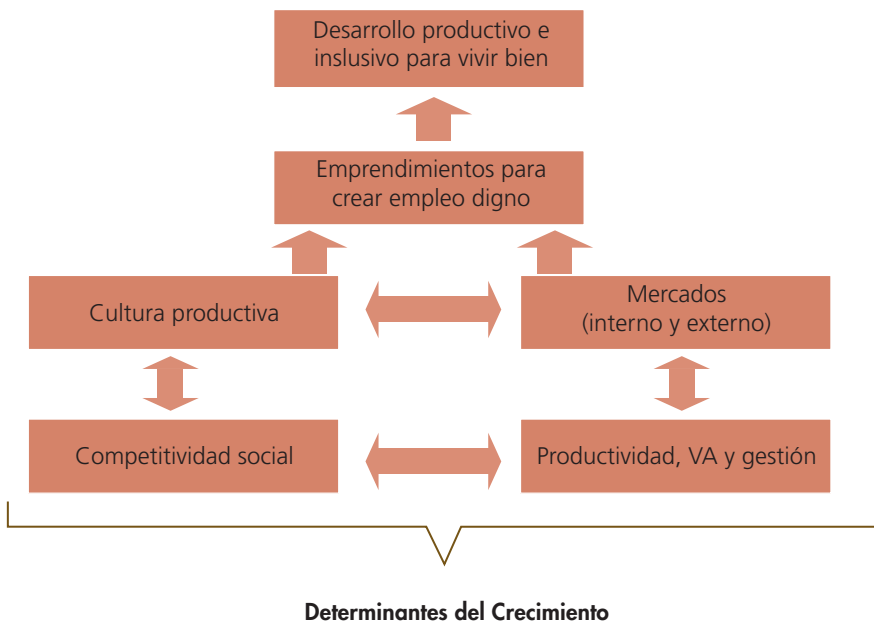 Desarrollo productivo e
inslusivo para vivir bien
Emprendimientos para
crear empleo digno
Cultura productiva
Mercados
(interno y externo)
Competitividad social
Productividad, VA y gestión
Determinantes del Crecimiento